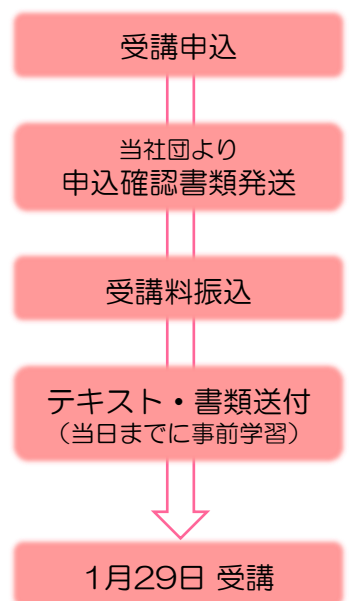 受講申込
当社団より
申込確認書類発送
受講料振込
テキスト・書類送付
（当日までに事前学習）
1月29日 受講